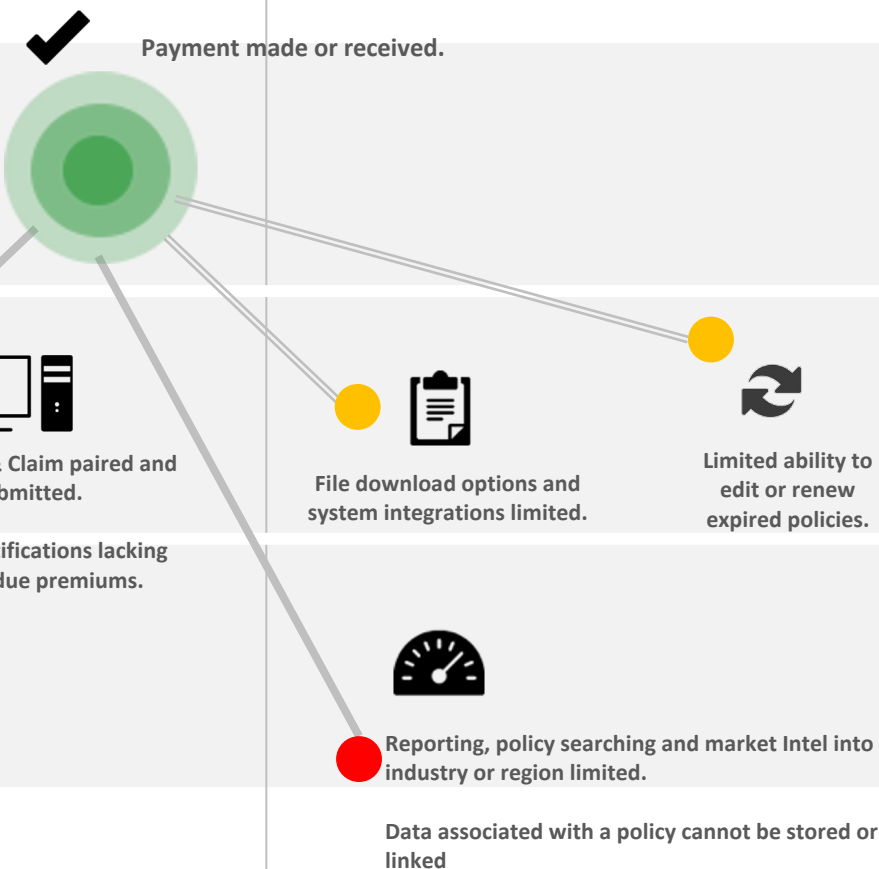 Payment made or received.
Claim paired and
File download options and
system integrations limited.
Limited ability to
edit or renew
expired policies.
lacking
due premiums.
Reporting, policy searching and market Intel into
industry or region limited.
Data associated with a policy cannot be stored or
linked